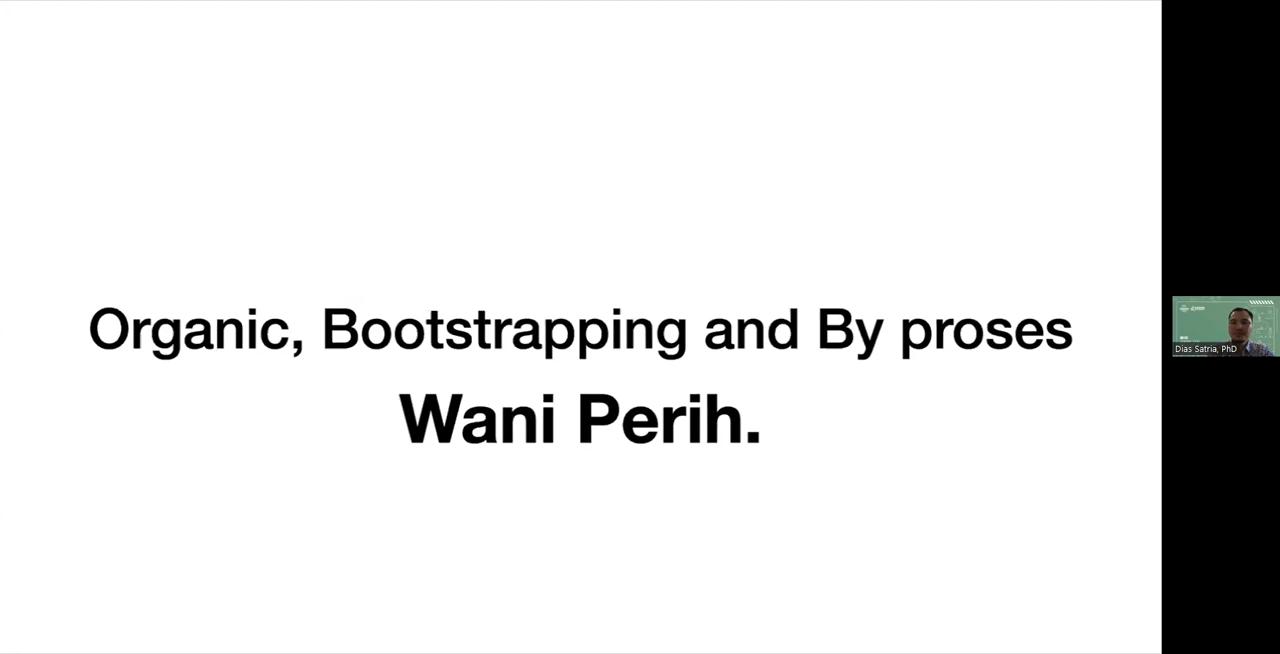 Organic, Bootstrapping and By proses
Wani Perih.
Dias Satria, PhD